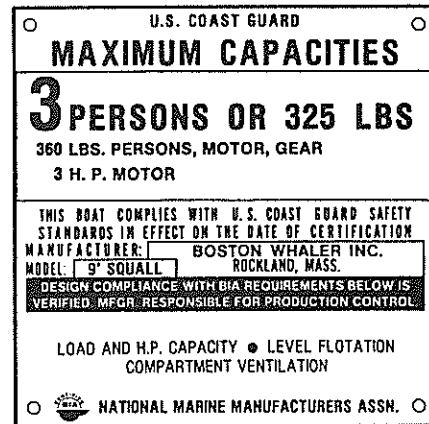 U.S. COAST GUARD
MAXIMUM CAPACITIES
3 PERSONS OR 325 LBS
360 LBS. PERSONS, MOTOR, GEAR
3 H. P. MOTOR
THIS BOAT COMPLIES WITH U.S. COAST GUARD SAFETY
STANDARDS IN EFFECT ON THE DATE OF CERTIFICATION
MANUFACTURER: BOSTON WHALER INC.
MODEL: 9' SQUALL ROCKLAND, MASS.
DESIGN COMPLIANCE WITH BIA REQUIREMENTS BELOW IS
VERIFIED. MFGR. RESPONSIBLE FOR PRODUCTION CONTROL
LOAD AND H.P. CAPACITY ● LEVEL FLOTATION
COMPARTMENT VENTILATION
NATIONAL MARINE MANUFACTURERS ASSN.